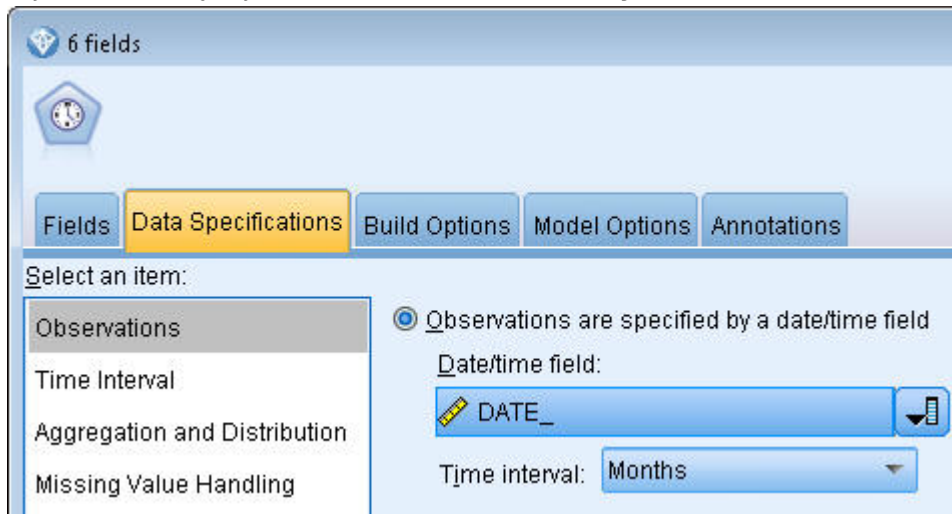 6 fields
Fields Data Specifications Build Options Model Options Annotations
Select an item:
Observations
Time Interval
Aggregation and Distribution
Missing Value Handling
Observations are specified by a date/time field
Date/time field:
DATE_
Time interval: Months